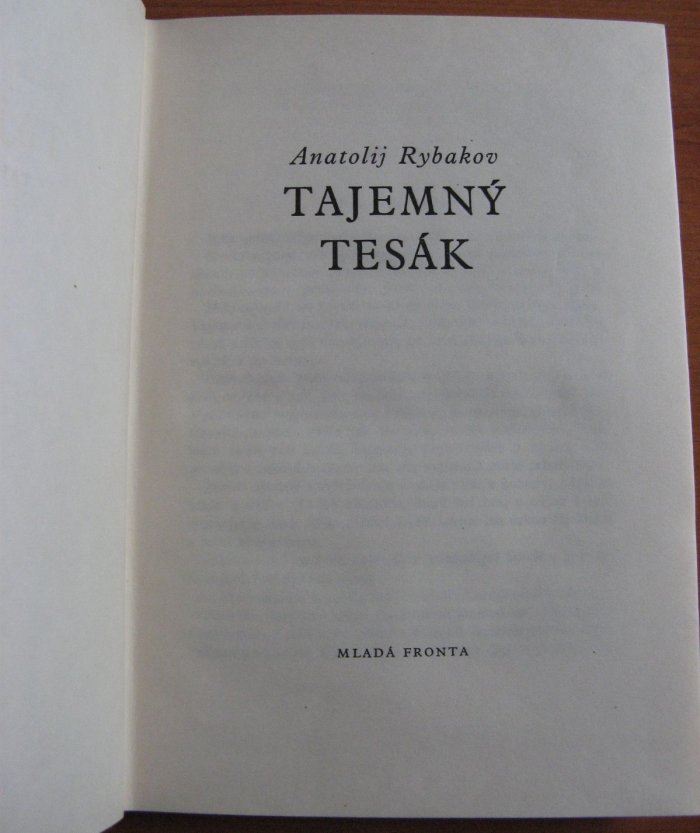 Anatolij Rybakov
TAJEMNÝ
TESÁK
MLADÁ FRONTA